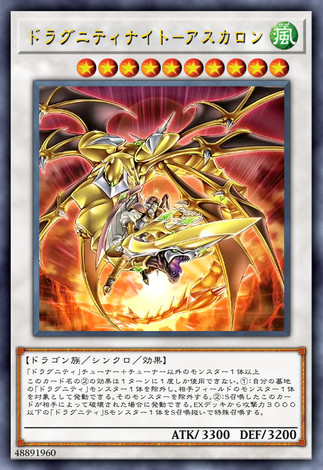 ドラグニティナイト－アスカロン
風
【ドラゴン族／シンクロ／効果】
「ドラグニティ」チューナー＋チューナー以外のモンスター１体以上
このカード名の②の効果は１ターンに１度しか使用できない。①：自分の墓地
の「ドラグニティ」モンスター１体を除外し、相手フィールドのモンスター１体
を対象として発動できる。そのモンスターを除外する。②：S召喚したこのカー
ドが相手によって破壊された場合に発動できる。EXデッキから攻撃力３０００
以下の「ドラグニティ」Sモンスター１体をS召喚扱いで特殊召喚する。
ATK/ 3300 DEF/ 3200
48891960